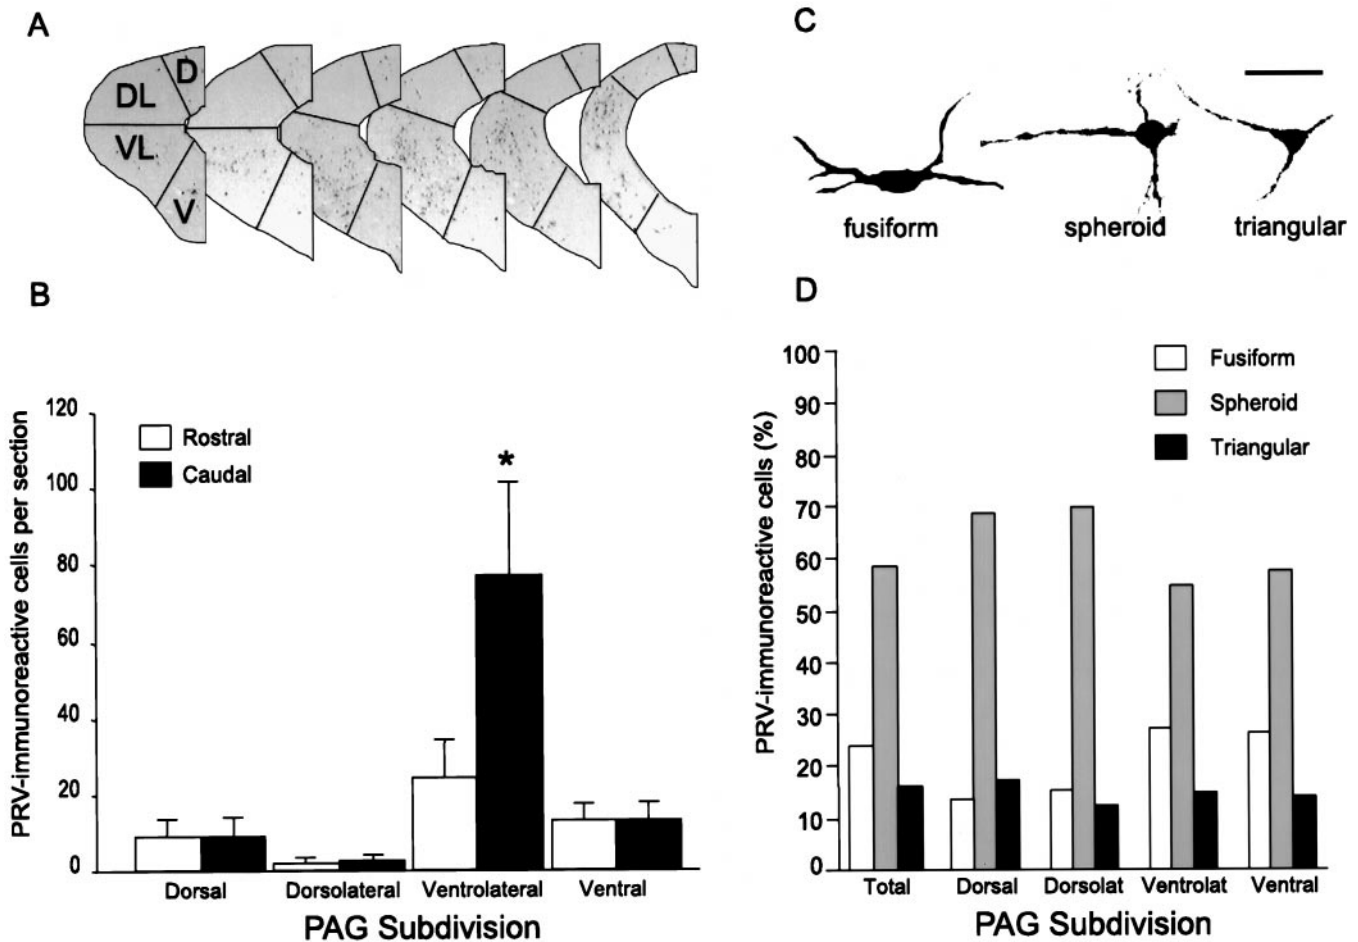 A
D
DL
VL
V
B
PRV-immunoreactive cells per section
120
100
80
60
40
20
0
Rostral
Caudal
*
Dorsal
Dorsolateral
Ventrolateral
Ventral
PAG Subdivision
C
fusiform
spheroid
triangular
D
PRV-immunoreactive cells (%)
100
90
80
70
60
50
40
30
20
10
0
Fusiform
Spheroid
Triangular
Total
Dorsal
Dorsolat
Ventrolat
Ventral
PAG Subdivision